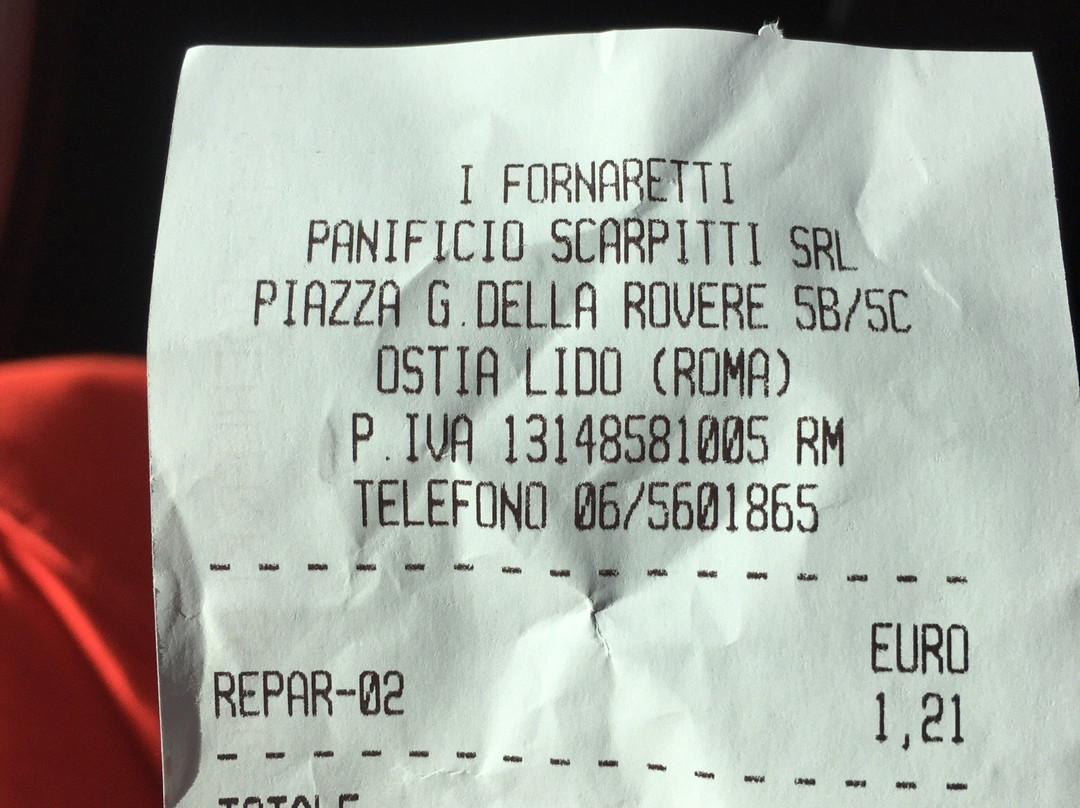 I FORNARETTI
PANIFICIO SCARPITTI SRL
PIAZZA G.DELLA ROVERE 5B/5C
OSTIA LIDO (ROMA)
P.IVA 13148581005 RM
TELEFONO 06/5601865
EURO
REPAR-02 1,21
TOTALE